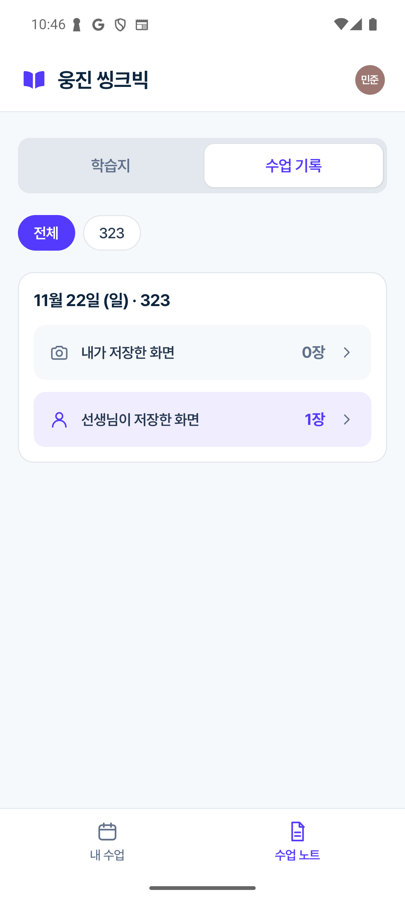 10:46
웅진 씽크빅
민준
학습지
수업 기록
전체
323
11월 22일 (일) · 323
내가 저장한 화면
0장
선생님이 저장한 화면
1장
내 수업
수업 노트